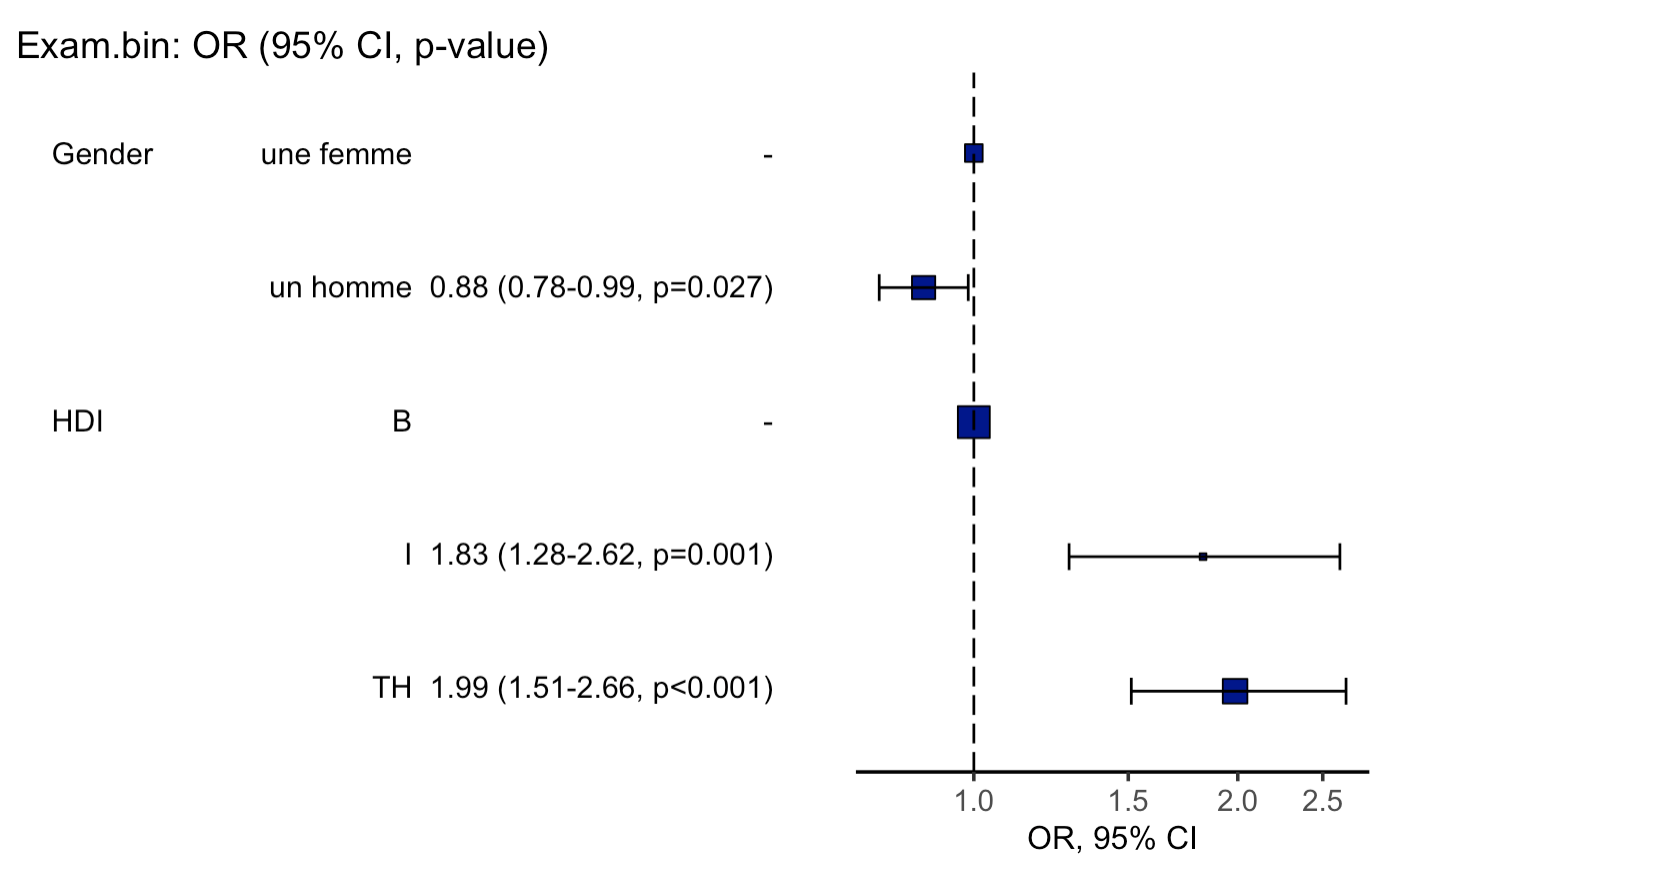 Exam.bin: OR (95% CI, p-value)
Gender une femme -
un homme 0.88 (0.78-0.99, p=0.027)
HDI B -
I 1.83 (1.28-2.62, p=0.001)
TH 1.99 (1.51-2.66, p<0.001)
1.0 1.5 2.0 2.5
OR, 95% CI